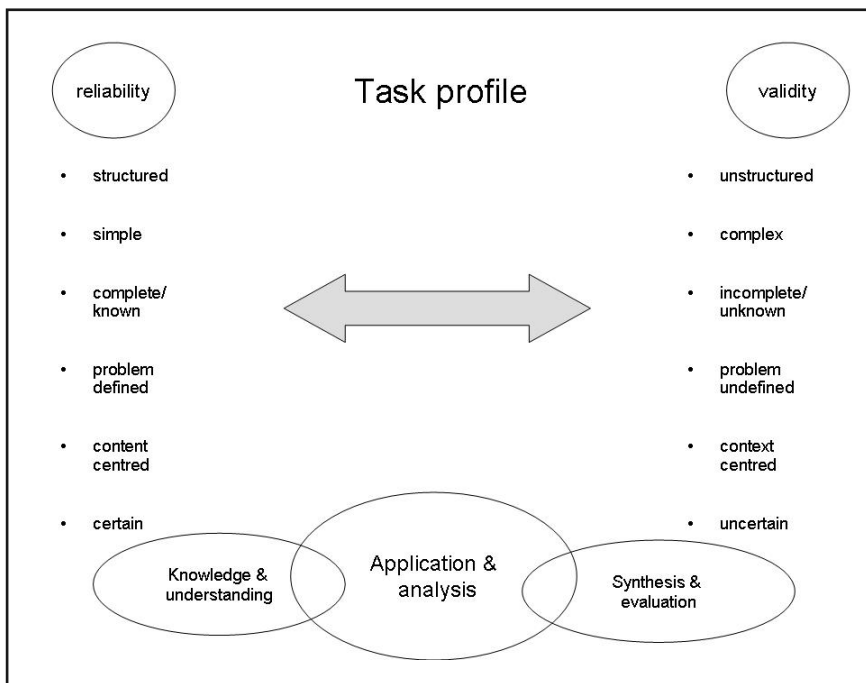 Task profile
reliability
validity
• structured
• simple
• complete/
known
• problem
defined
• content
centred
• certain
• unstructured
• complex
• incomplete/
unknown
• problem
undefined
• context
centred
• uncertain
Knowledge &
understanding
Application &
analysis
Synthesis &
evaluation